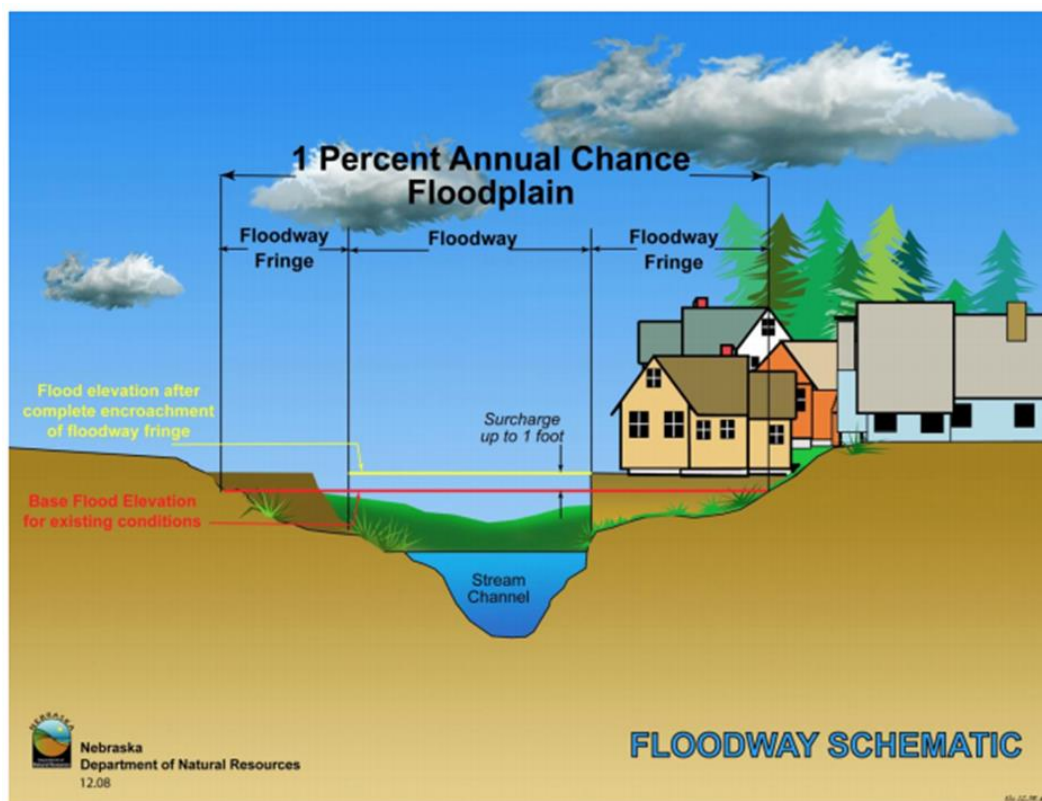 1 Percent Annual Chance
Floodplain
Floodway
Fringe
Floodway
Floodway
Fringe
Flood elevation after
complete encroachment
of floodway fringe
Surcharge
up to 1 foot
Base Flood Elevation
for existing conditions
Stream
Channel
NEBRASKA
Nebraska
Department of Natural Resources
12.08
FLOODWAY SCHEMATIC